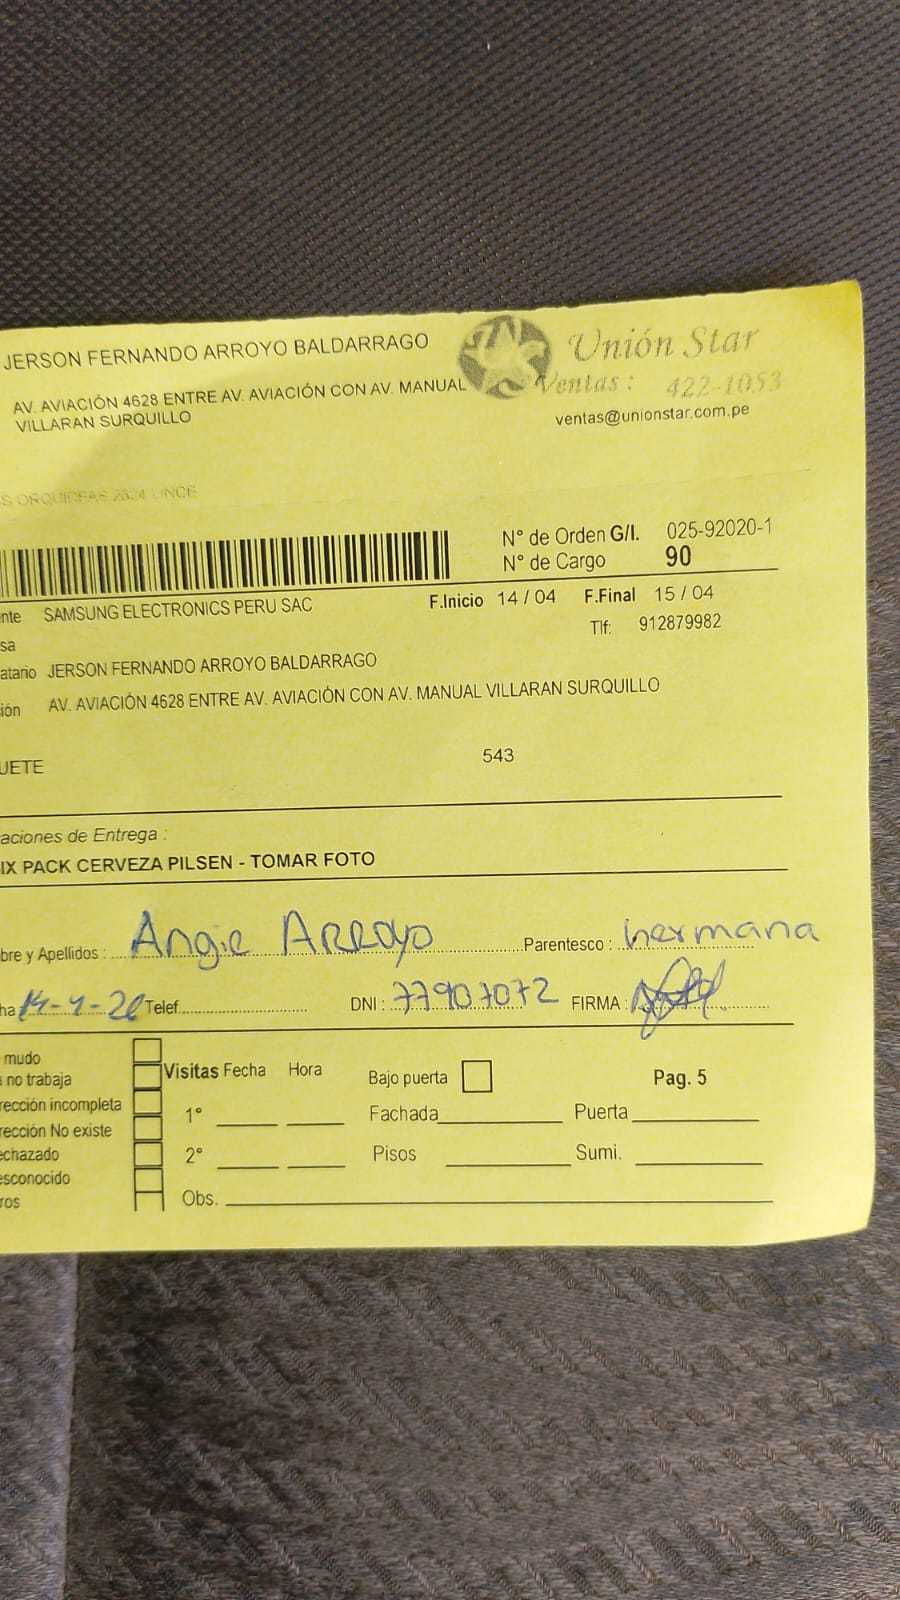 JERSON FERNANDO ARROYO BALDARRAGO
Unión Star
AV. AVIACIÓN 4628 ENTRE AV. AVIACIÓN CON AV. MANUAL
VILLARAN SURQUILLO
Ventas : 422-1053
ventas@unionstar.com.pe
S ORQUIDEAS 2624 LINCE
N° de Orden G/I. 025-92020-1
N° de Cargo 90
ente SAMSUNG ELECTRONICS PERU SAC F.Inicio 14 / 04 F.Final 15 / 04
sa Tlf: 912879982
atario JERSON FERNANDO ARROYO BALDARRAGO
ión AV. AVIACIÓN 4628 ENTRE AV. AVIACIÓN CON AV. MANUAL VILLARAN SURQUILLO
UETE 543
aciones de Entrega :
IX PACK CERVEZA PILSEN - TOMAR FOTO
bre y Apellidos : Angie ARROYO Parentesco : hermana
ha 14-4-20 Telef. DNI : 77907072 FIRMA :
mudo
no trabaja
rección incompleta
rección No existe
echazado
esconocido
ros
Visitas Fecha Hora Bajo puerta Pag. 5
1° Fachada Puerta
2° Pisos Sumi.
Obs.